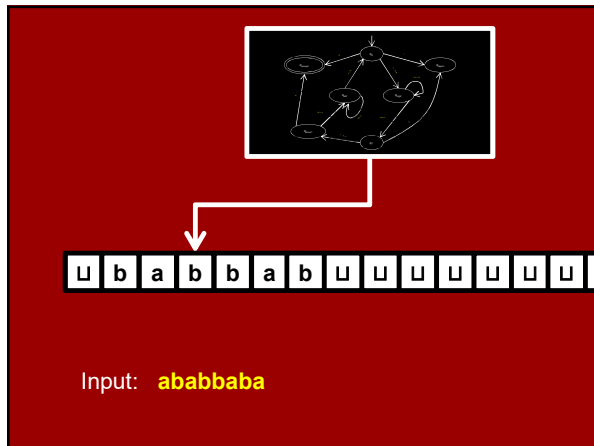 ⊔ b a b b a b ⊔ ⊔ ⊔ ⊔ ⊔ ⊔ ⊔
Input: ababbaba